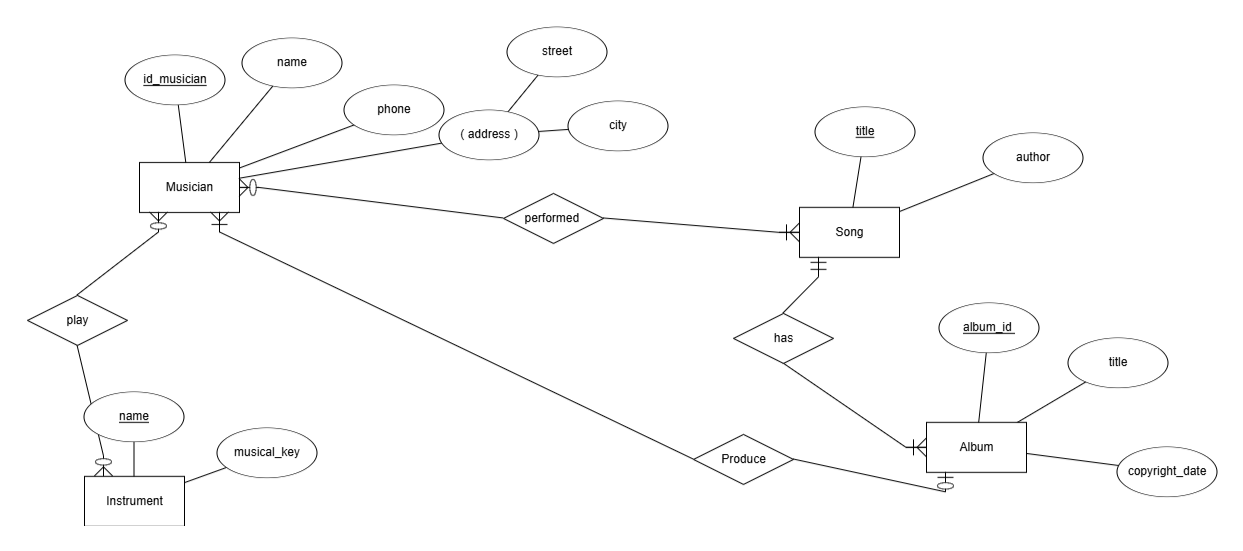 street
name
id_musician
phone
city
( address )
title
author
Musician
performed
Song
play
has
album_id
title
name
musical_key
Album
Produce
copyright_date
Instrument